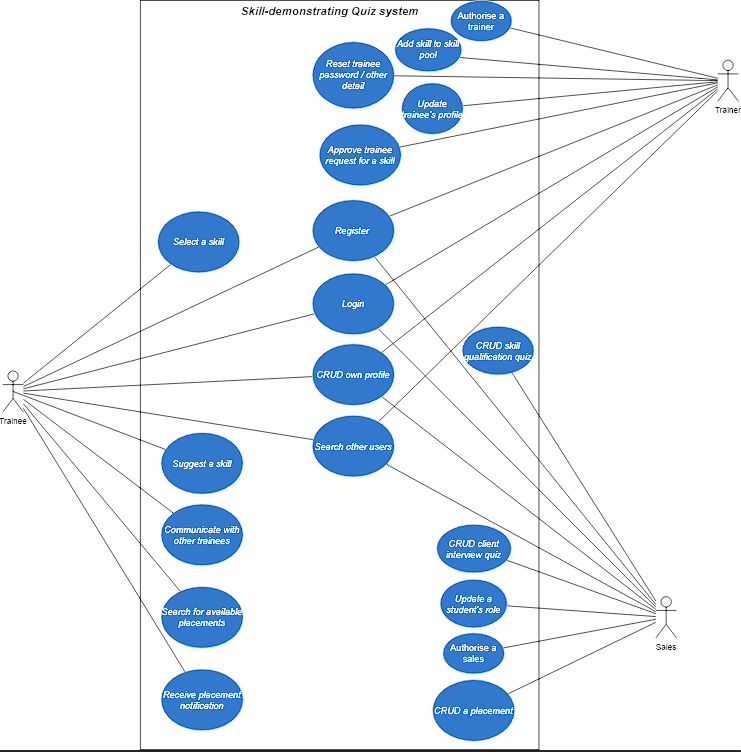 Skill-demonstrating Quiz system
Authorise a
trainer
Add skill to skill
pool
Reset trainee
password / other
detail
Update
trainee's profile
Approve trainee
request for a skill
Trainer
Register
Select a skill
Login
CRUD skill
qualification quiz
CRUD own profile
Trainee
Search other users
Suggest a skill
Communicate with
other trainees
CRUD client
interview quiz
Search for available
placements
Update a
student's role
Sales
Authorise a
sales
Receive placement
notification
CRUD a placement